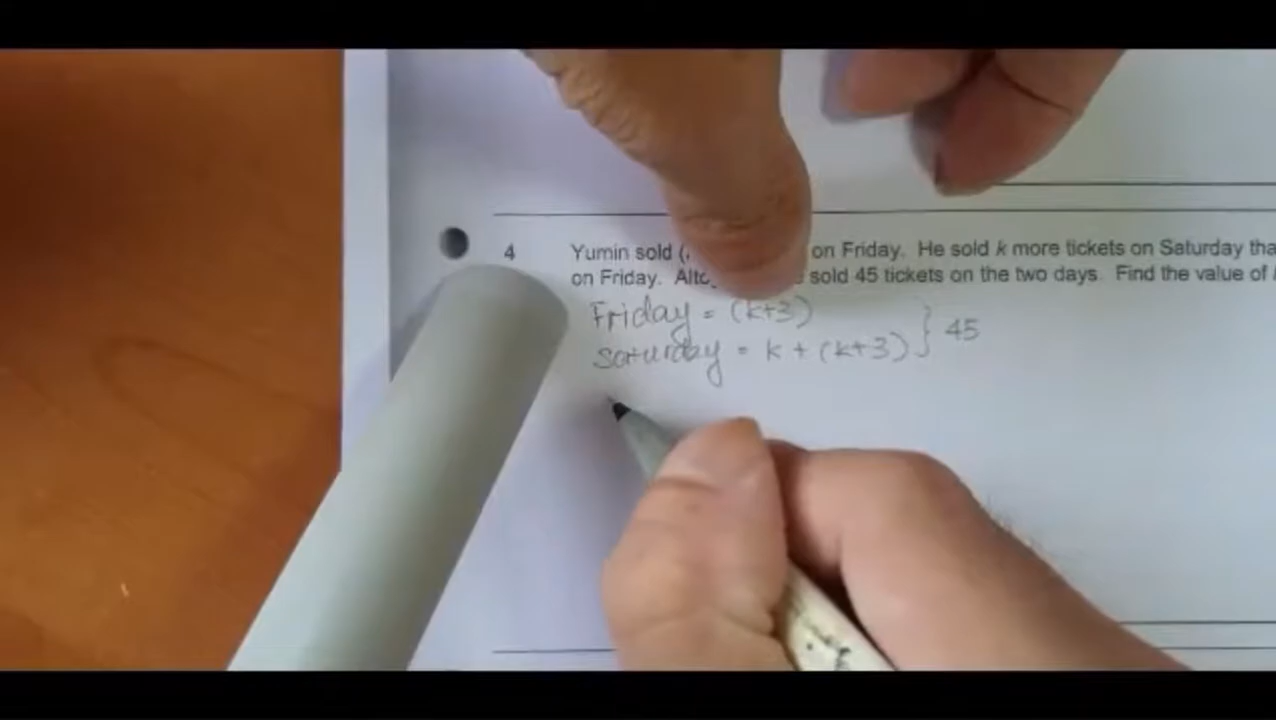 4 Yumin sold ( on Friday. He sold k more tickets on Saturday
on Friday. sold 45 tickets on the two days. Find the value of
Friday = (k+3)
Saturday = k + (k+3) } 45